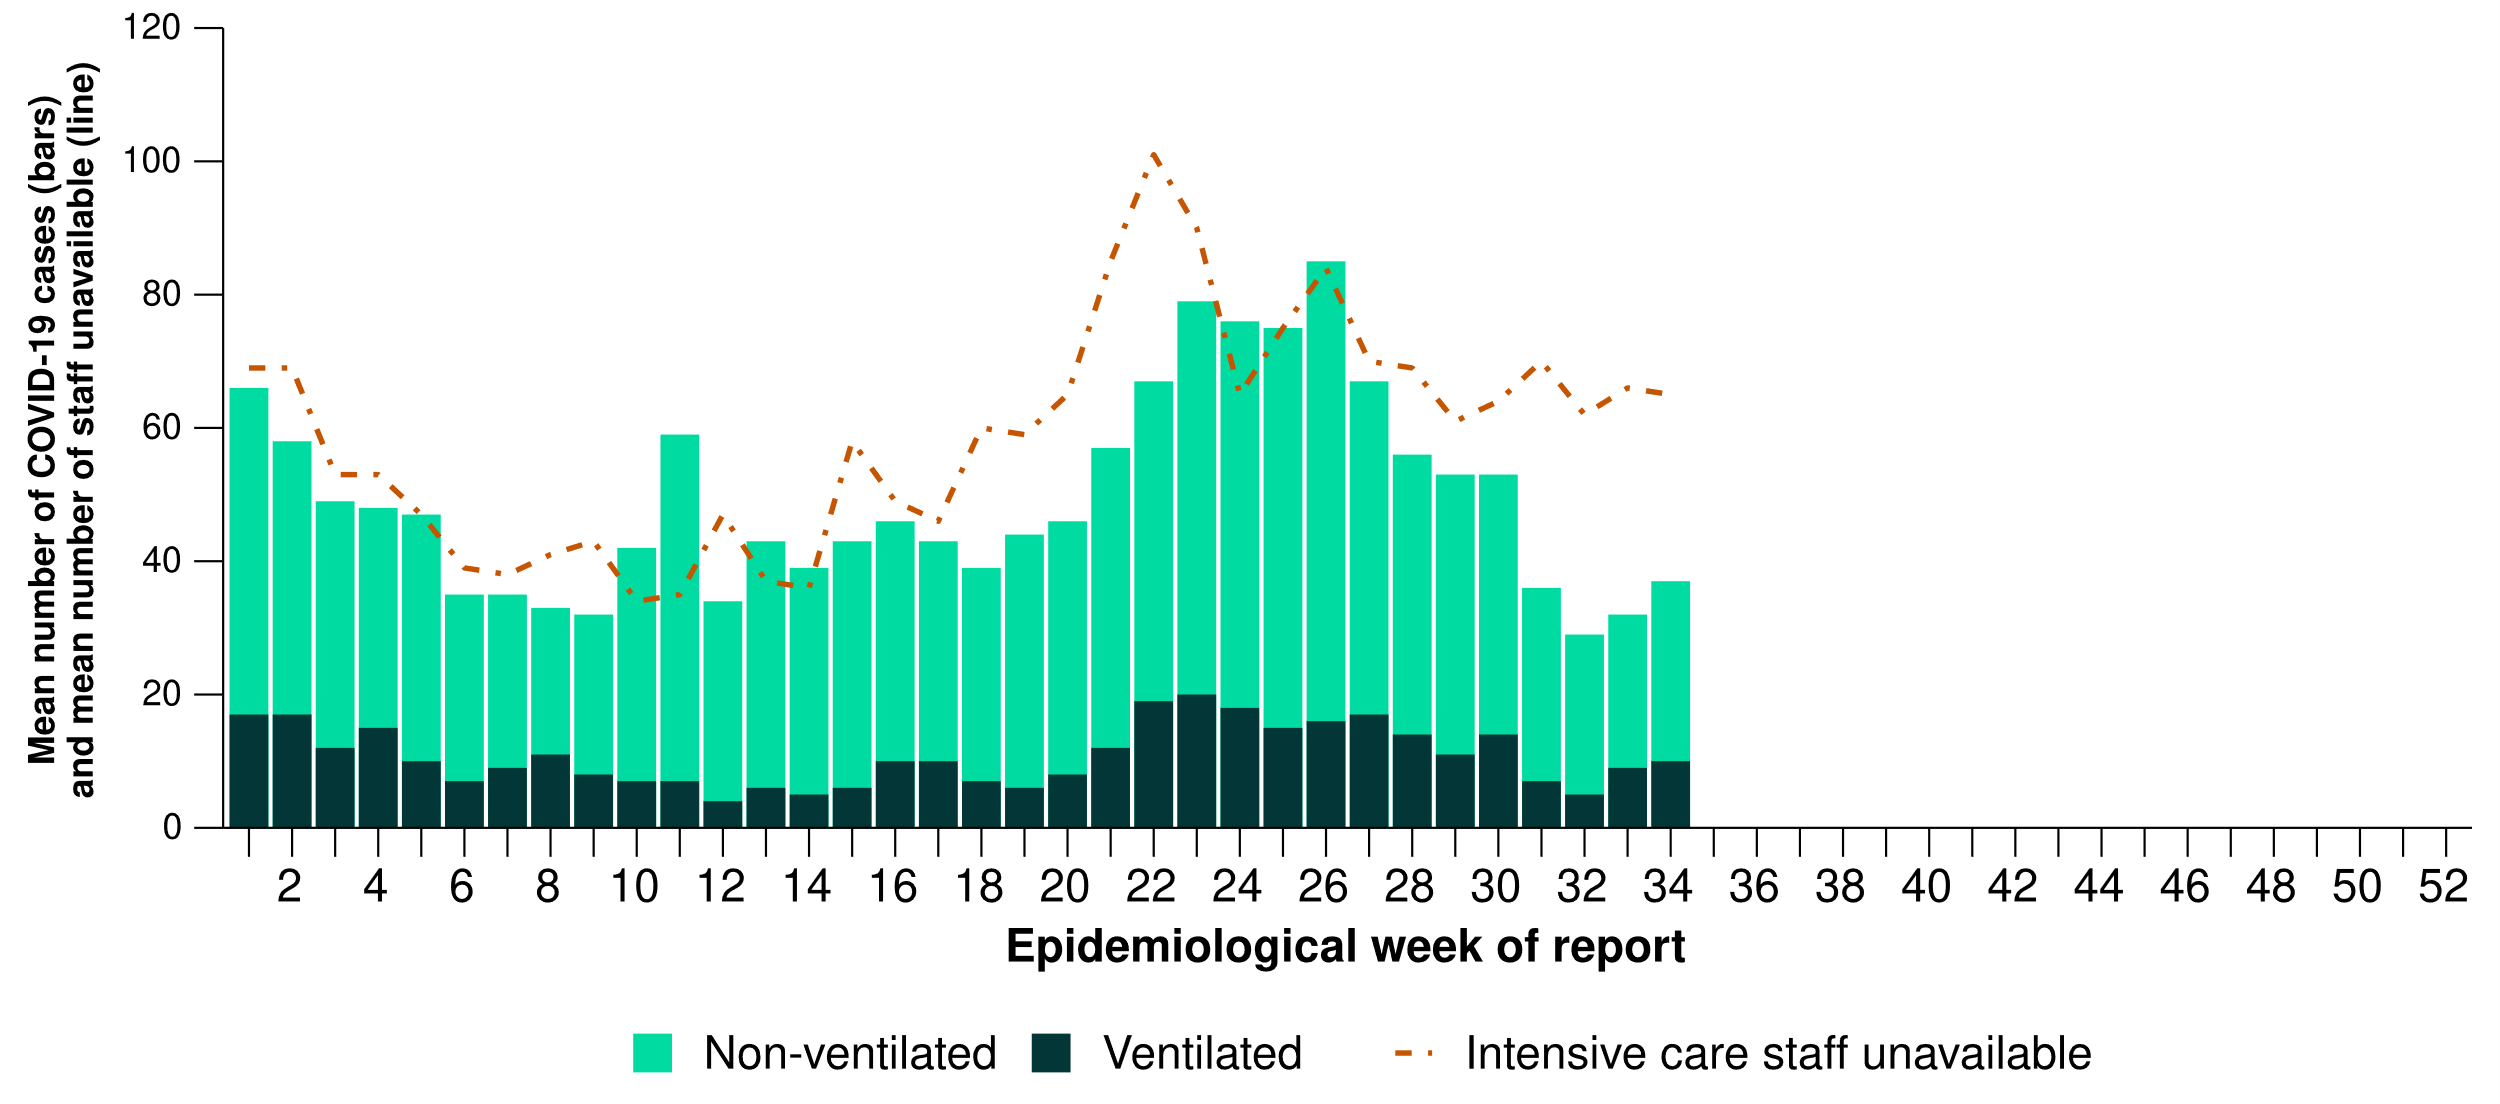 Mean number of COVID-19 cases (bars)
and mean number of staff unavailable (line)
120
100
80
60
40
20
0
2 4 6 8 10 12 14 16 18 20 22 24 26 28 30 32 34 36 38 40 42 44 46 48 50 52
Epidemiological week of report
Non-ventilated Ventilated Intensive care staff unavailable